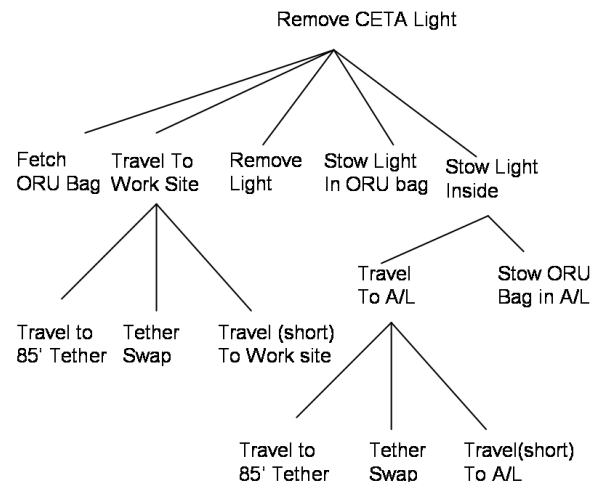 Remove CETA Light
Fetch
ORU Bag
Travel To
Work Site
Remove
Light
Stow Light
In ORU bag
Stow Light
Inside
Travel
To A/L
Stow ORU
Bag in A/L
Travel to
85' Tether
Tether
Swap
Travel (short)
To Work site
Travel to
85' Tether
Tether
Swap
Travel(short)
To A/L